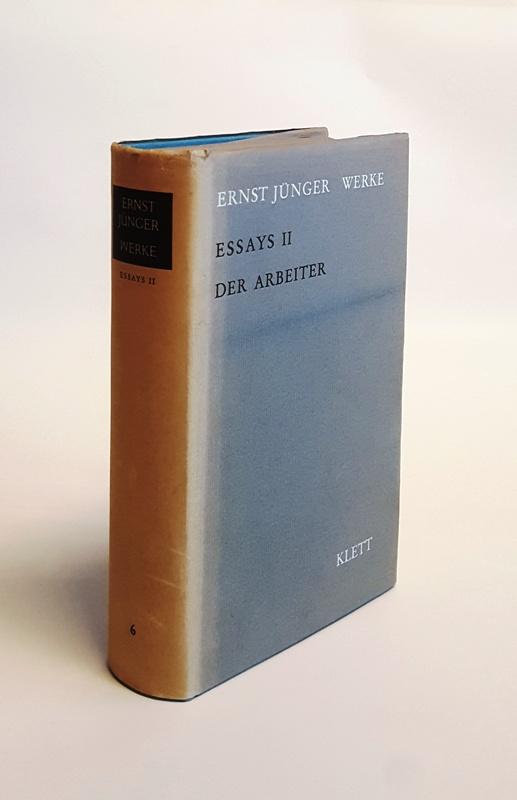 ERNST
JÜNGER
WERKE
ESSAYS II
6
ERNST JÜNGER WERKE
ESSAYS II
DER ARBEITER
KLETT